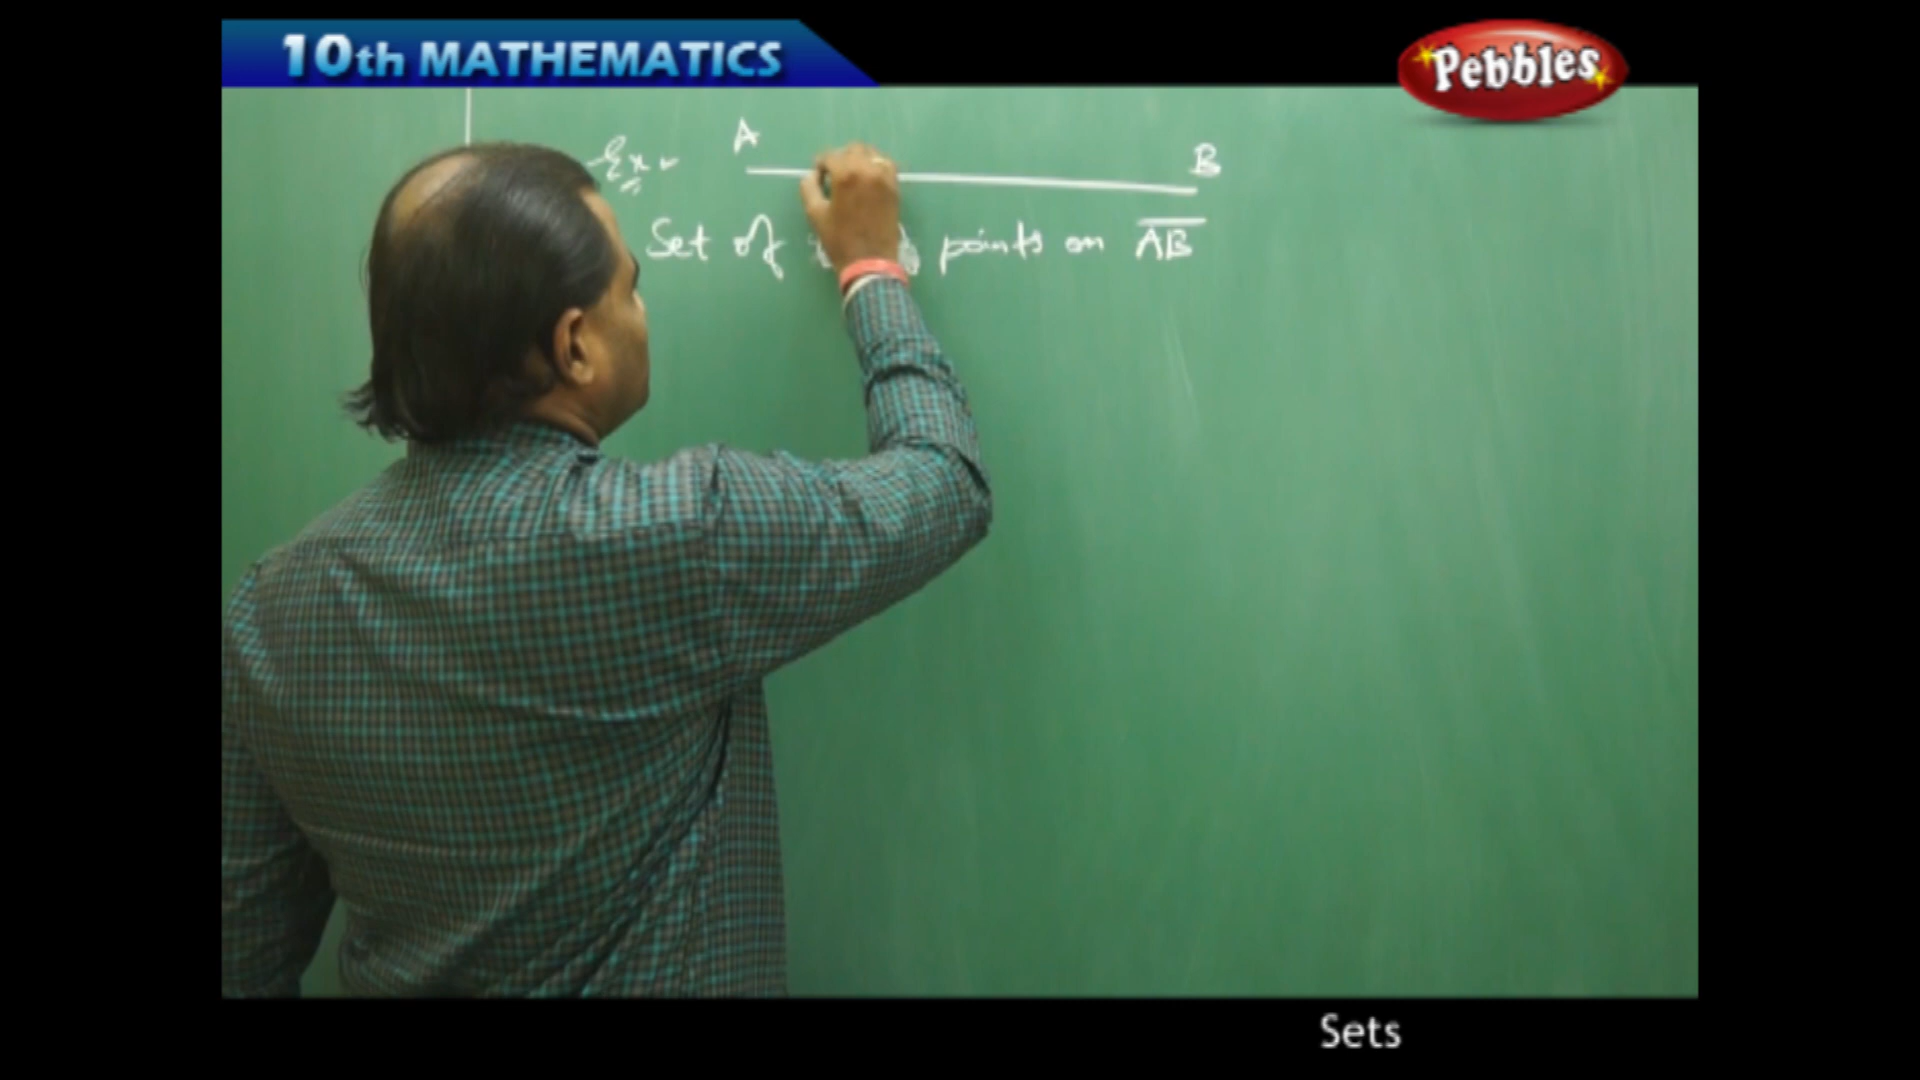 10th MATHEMATICS
Pebbles
Ex
A
B
Set of points on AB
Sets